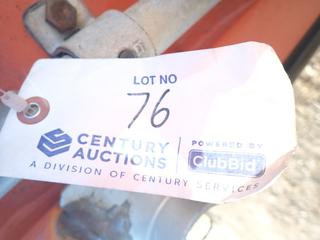 LOT NO
76
CENTURY AUCTIONS
POWERED BY
ClubBid
A DIVISION OF CENTURY SERVICES